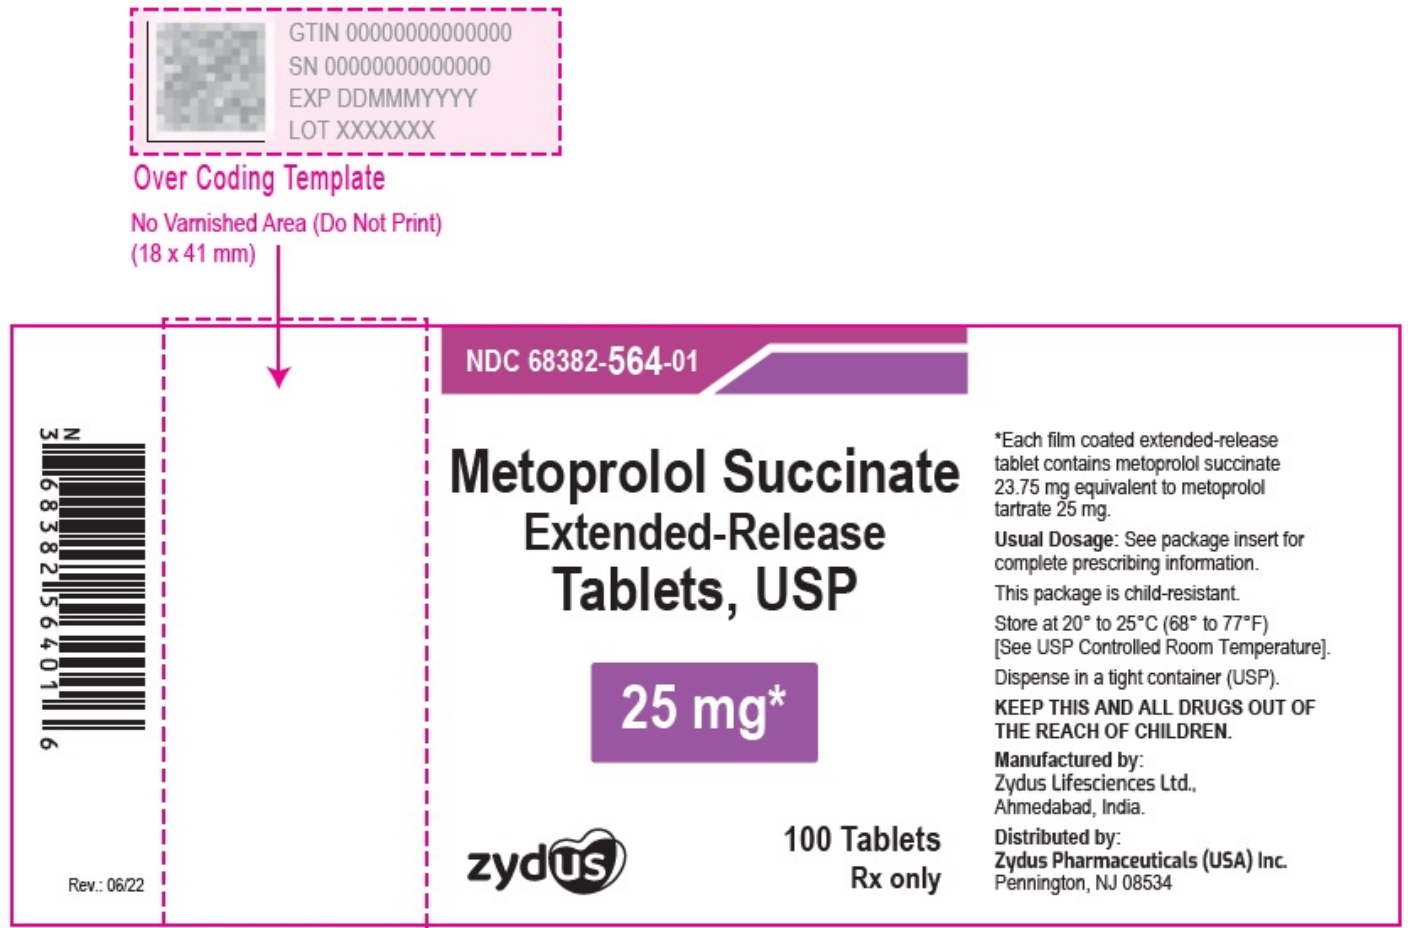 GTIN 00000000000000
SN 00000000000000
EXP DDMMMYYYY
LOT XXXXXXX
Over Coding Template
No Varnished Area (Do Not Print)
(18 x 41 mm)
N
3 68382 56401 6
Rev.: 06/22
NDC 68382-564-01
Metoprolol Succinate
Extended-Release
Tablets, USP
25 mg*
zydus
100 Tablets
Rx only
*Each film coated extended-release
tablet contains metoprolol succinate
23.75 mg equivalent to metoprolol
tartrate 25 mg.
Usual Dosage: See package insert for
complete prescribing information.
This package is child-resistant.
Store at 20° to 25°C (68° to 77°F)
[See USP Controlled Room Temperature].
Dispense in a tight container (USP).
KEEP THIS AND ALL DRUGS OUT OF
THE REACH OF CHILDREN.
Manufactured by:
Zydus Lifesciences Ltd.,
Ahmedabad, India.
Distributed by:
Zydus Pharmaceuticals (USA) Inc.
Pennington, NJ 08534